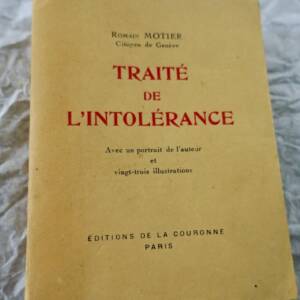 Romain MOTIER
Citoyen de Genève
TRAITÉ
DE
L'INTOLÉRANCE
Avec un portrait de l'auteur
et
vingt-trois illustrations
ÉDITIONS DE LA COURONNE
PARIS